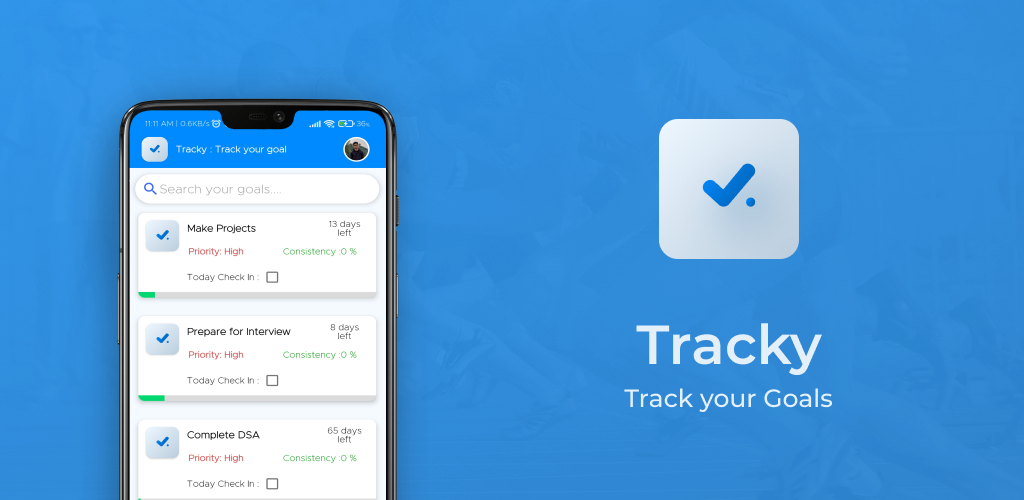 11:11 AM | 0.6KB/s
36%
Tracky : Track your goal
Search your goals....
Make Projects
13 days
left
Priority: High
Consistency :0 %
Today Check In :
Prepare for Interview
8 days
left
Priority: High
Consistency :0 %
Today Check In :
Complete DSA
65 days
left
Priority: High
Consistency :0 %
Today Check In :
Tracky
Track your Goals